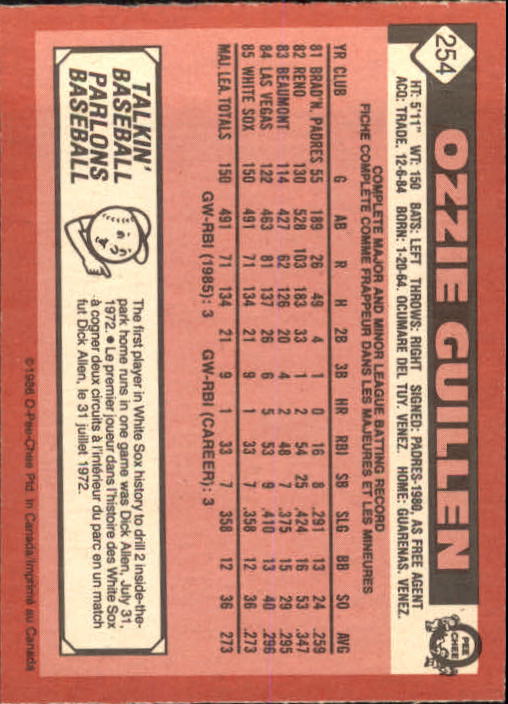 254
OZZIE GUILLEN
O PEE CHEE
HT: 5'11" WT: 150 BATS: LEFT THROWS: RIGHT SIGNED: PADRES-1980, AS FREE AGENT
ACQ: TRADE, 12-6-84 BORN: 1-20-64, OCUMARE DEL TUY, VENEZ. HOME: GUARENAS, VENEZ.
COMPLETE MAJOR AND MINOR LEAGUE BATTING RECORD
FICHE COMPLÈTE COMME FRAPPEUR DANS LES MAJEURES ET LES MINEURES
YR CLUB G AB R H 2B 3B HR RBI SB SLG BB SO AVG
81 BRAD'N. PADRES 55 189 26 49 4 1 0 16 8 .291 13 24 .259
82 RENO 130 528 103 183 33 1 2 54 25 .424 16 53 .347
83 BEAUMONT 114 427 62 126 20 4 2 48 7 .375 15 29 .295
84 LAS VEGAS 122 463 81 137 26 6 5 53 9 .410 13 40 .296
85 WHITE SOX 150 491 71 134 21 9 1 33 7 .358 12 36 .273
MAJ. LEA. TOTALS 150 491 71 134 21 9 1 33 7 .358 12 36 .273
GW-RBI (1985): 3 GW-RBI (CAREER): 3
TALKIN'
BASEBALL
PARLONS
BASEBALL
The first player in White Sox history to drill 2 inside-the-
park home runs in one game was Dick Allen, July 31,
1972. ● Le premier joueur dans l'histoire des White Sox
à cogner deux circuits à l'intérieur du parc en un match
fut Dick Allen, le 31 juillet 1972.
©1986 O-Pee-Chee Ptd. in Canada/Imprimé au Canada